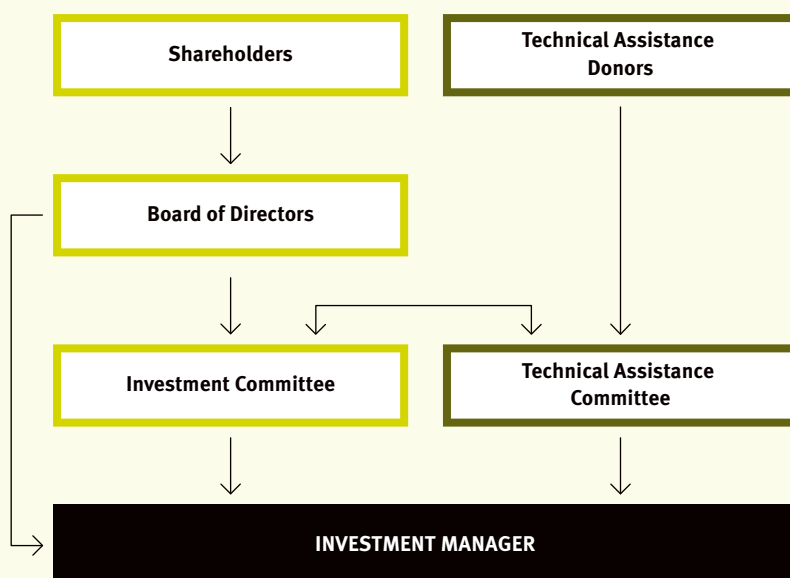 Shareholders
Technical Assistance
Donors
Board of Directors
Investment Committee
Technical Assistance
Committee
INVESTMENT MANAGER